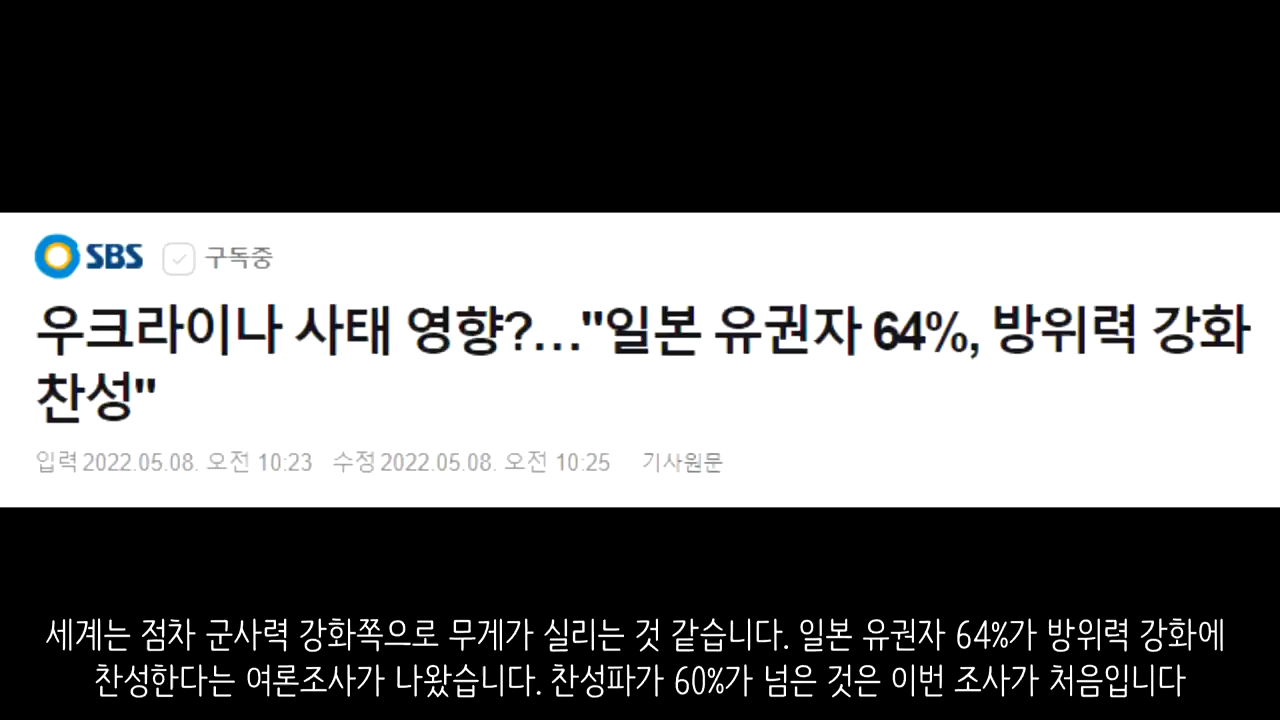 SBS 구독중
우크라이나 사태 영향?…"일본 유권자 64%, 방위력 강화
찬성"
입력 2022.05.08. 오전 10:23 수정 2022.05.08. 오전 10:25 기사원문
세계는 점차 군사력 강화쪽으로 무게가 실리는 것 같습니다. 일본 유권자 64%가 방위력 강화에
찬성한다는 여론조사가 나왔습니다. 찬성파가 60%가 넘은 것은 이번 조사가 처음입니다